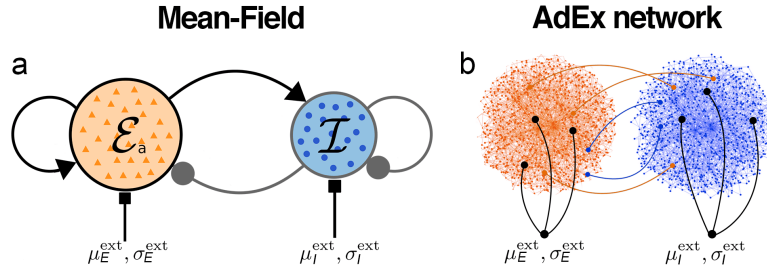 Mean-Field
AdEx network
a
b
ℰₐ
ℐ
μ_E^ext, σ_E^ext
μ_I^ext, σ_I^ext
μ_E^ext, σ_E^ext
μ_I^ext, σ_I^ext